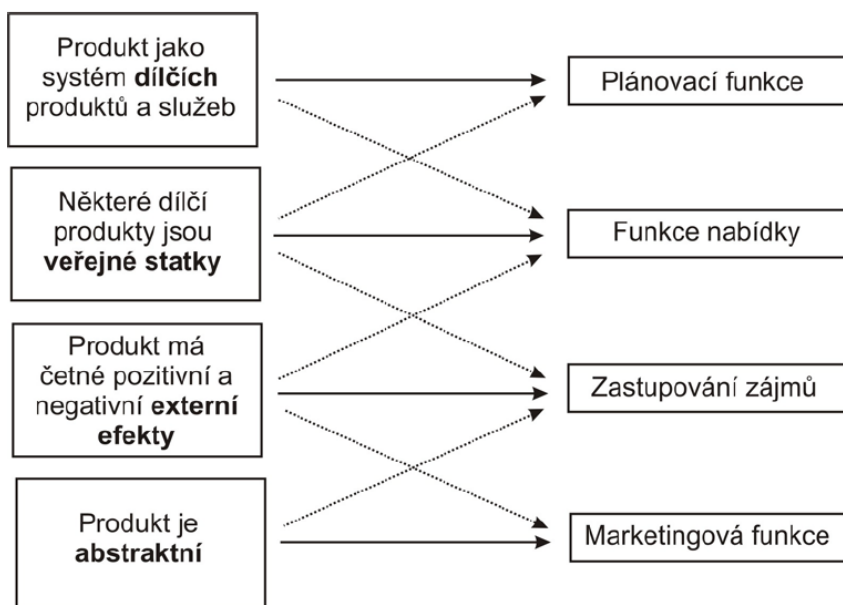 Produkt jako
systém dílčích
produktů a služeb
Plánovací funkce
Některé dílčí
produkty jsou
veřejné statky
Funkce nabídky
Produkt má
četné pozitivní a
negativní externí
efekty
Zastupování zájmů
Produkt je
abstraktní
Marketingová funkce